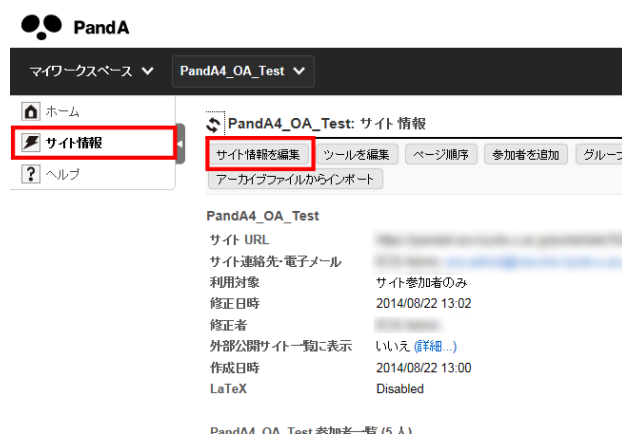 PandA
マイワークスペース PandA4_OA_Test
ホーム
サイト情報
ヘルプ
PandA4_OA_Test: サイト情報
サイト情報を編集 ツールを編集 ページ順序 参加者を追加 グルー
アーカイブファイルからインポート
PandA4_OA_Test
サイト URL
サイト連絡先・電子メール
利用対象 サイト参加者のみ
修正日時 2014/08/22 13:02
修正者
外部公開サイト一覧に表示 いいえ (詳細...)
作成日時 2014/08/22 13:00
LaTeX Disabled
PandA4_OA_Test 参加者一覧 (5 人)